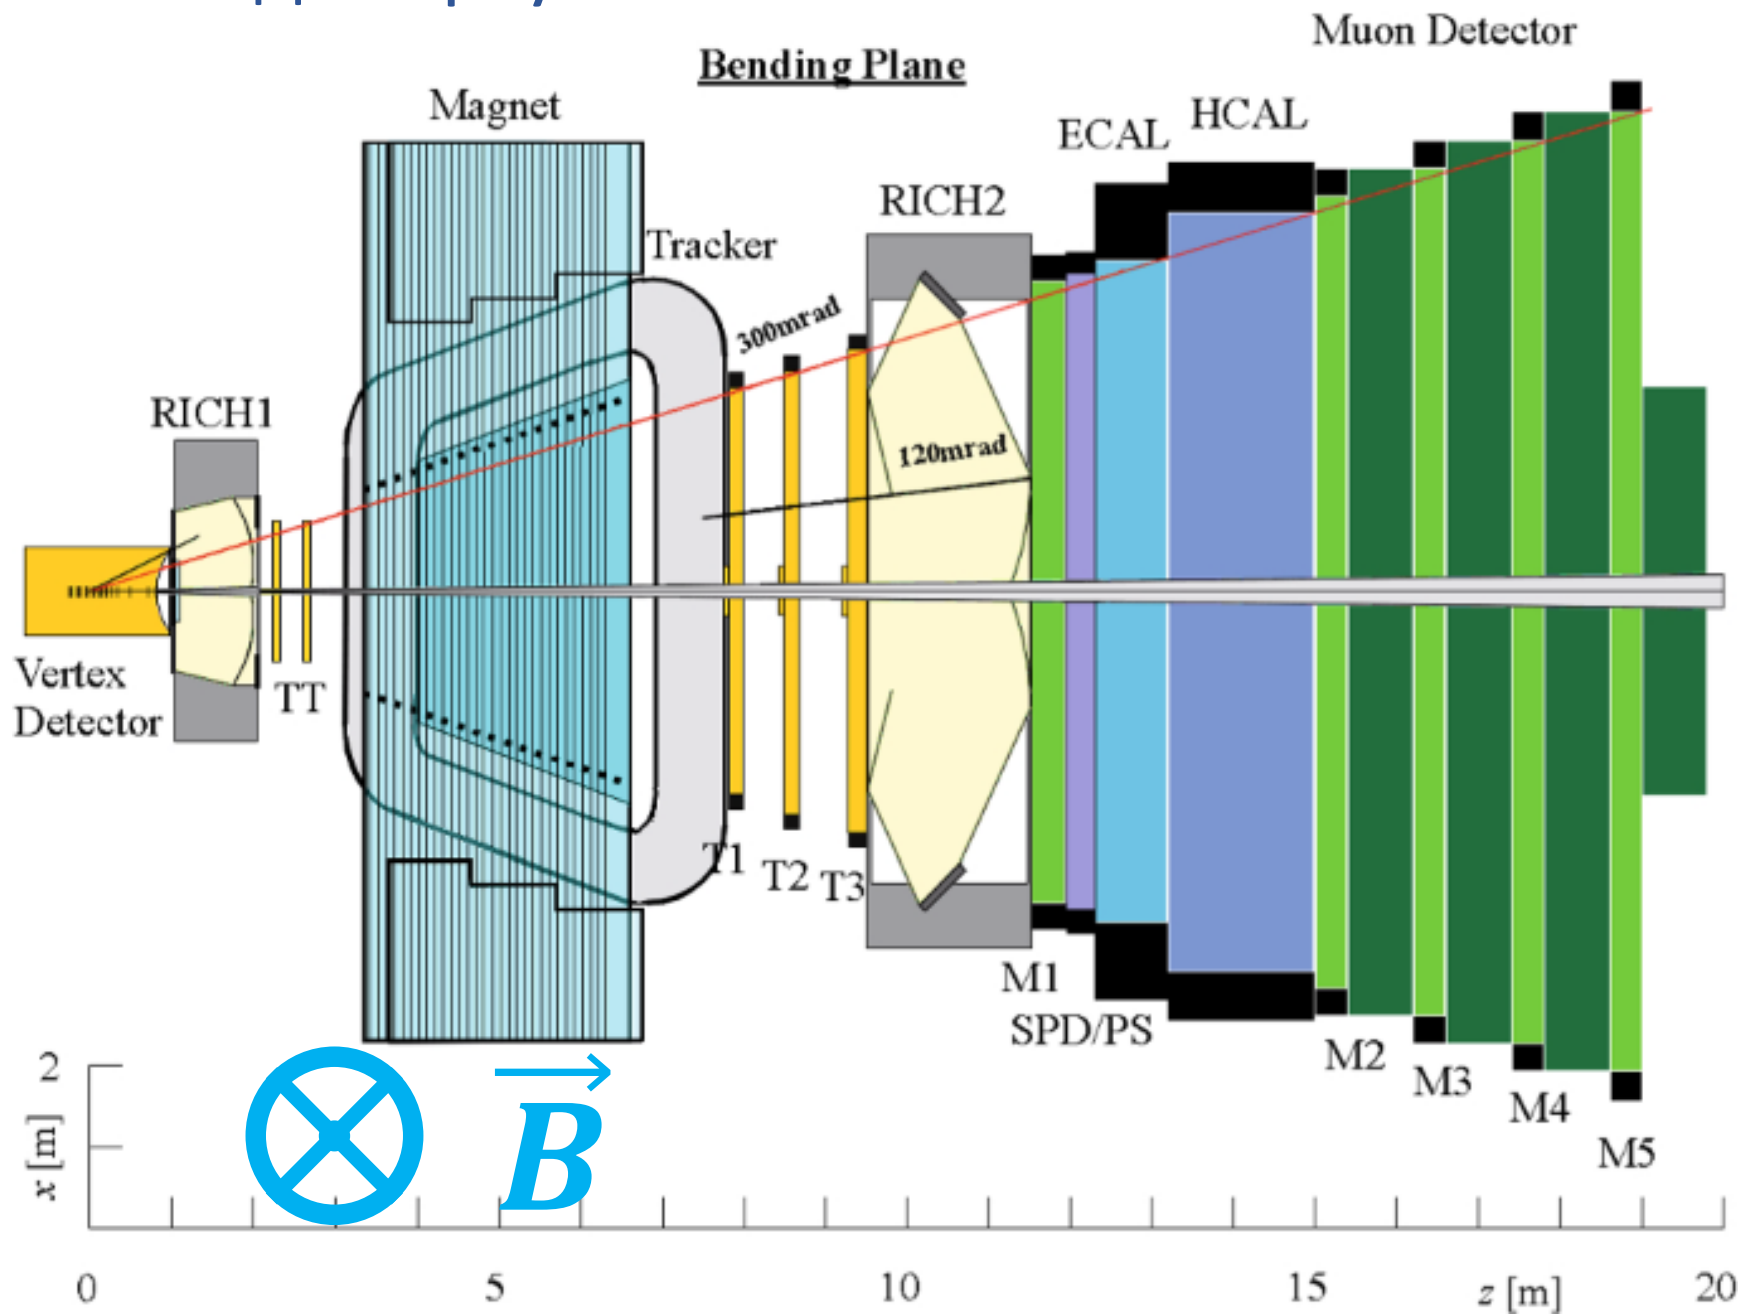 Bending Plane
Muon Detector
Magnet
ECAL
HCAL
RICH2
Tracker
300mrad
RICH1
120mrad
Vertex
Detector
TT
T1
T2
T3
M1
SPD/PS
M2
M3
M4
M5
2
x [m]
B
0
5
10
15
z [m]
20